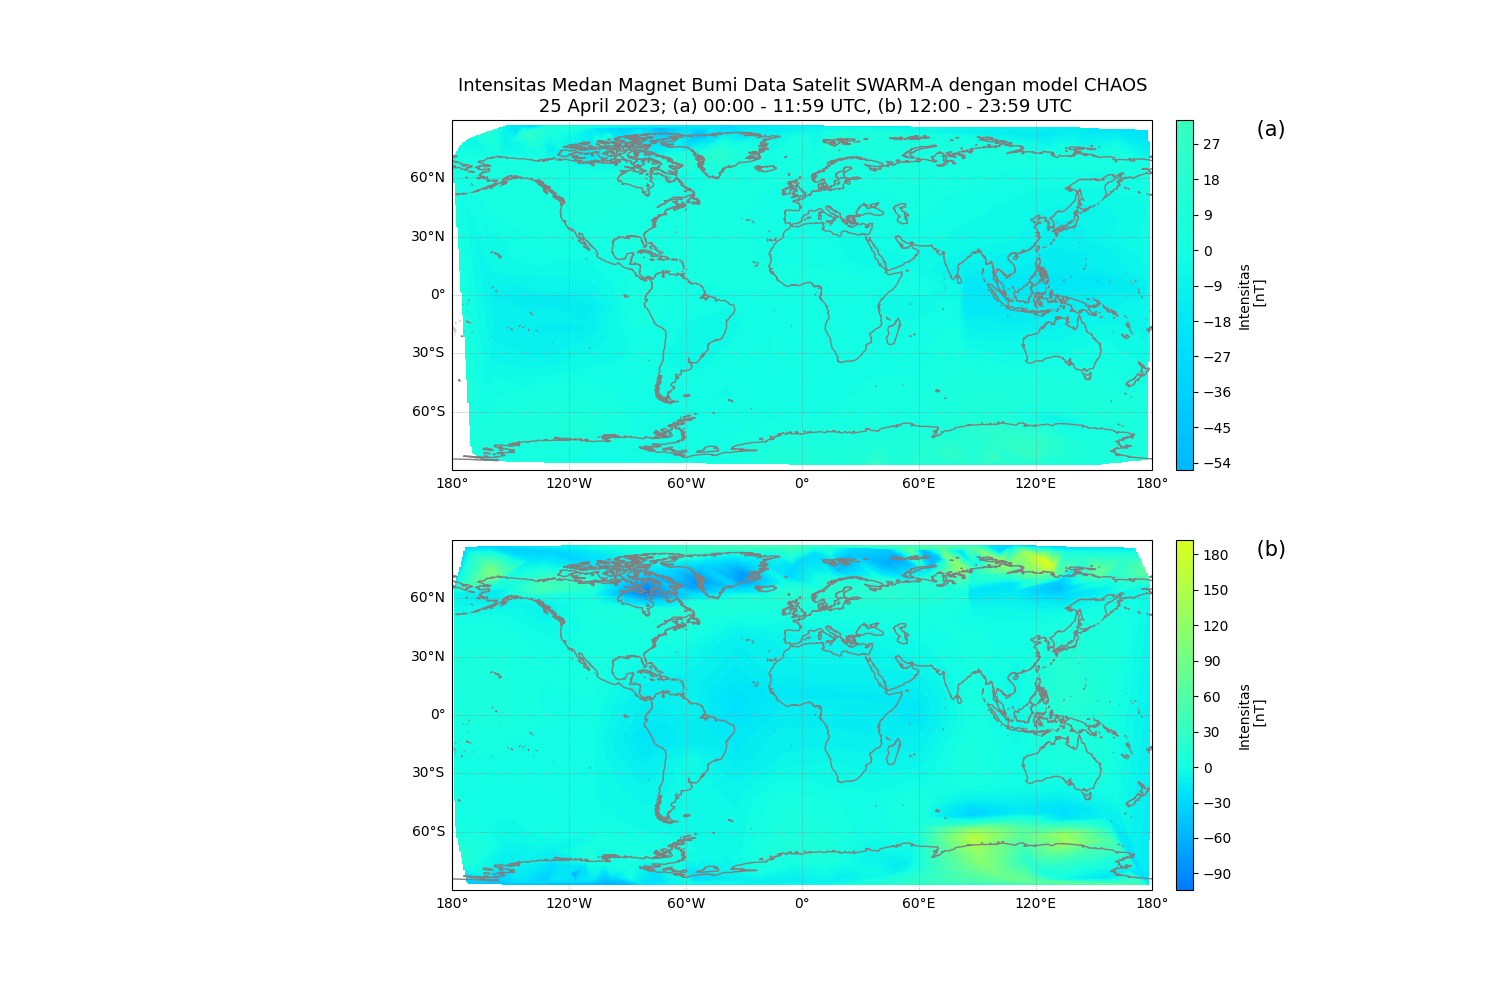 Intensitas Medan Magnet Bumi Data Satelit SWARM-A dengan model CHAOS
25 April 2023; (a) 00:00 - 11:59 UTC, (b) 12:00 - 23:59 UTC
(a)
60°N
30°N
0°
30°S
60°S
180° 120°W 60°W 0° 60°E 120°E 180°
27
18
9
0
−9
−18
−27
−36
−45
−54
Intensitas
[nT]
(b)
60°N
30°N
0°
30°S
60°S
180° 120°W 60°W 0° 60°E 120°E 180°
180
150
120
90
60
30
0
−30
−60
−90
Intensitas
[nT]